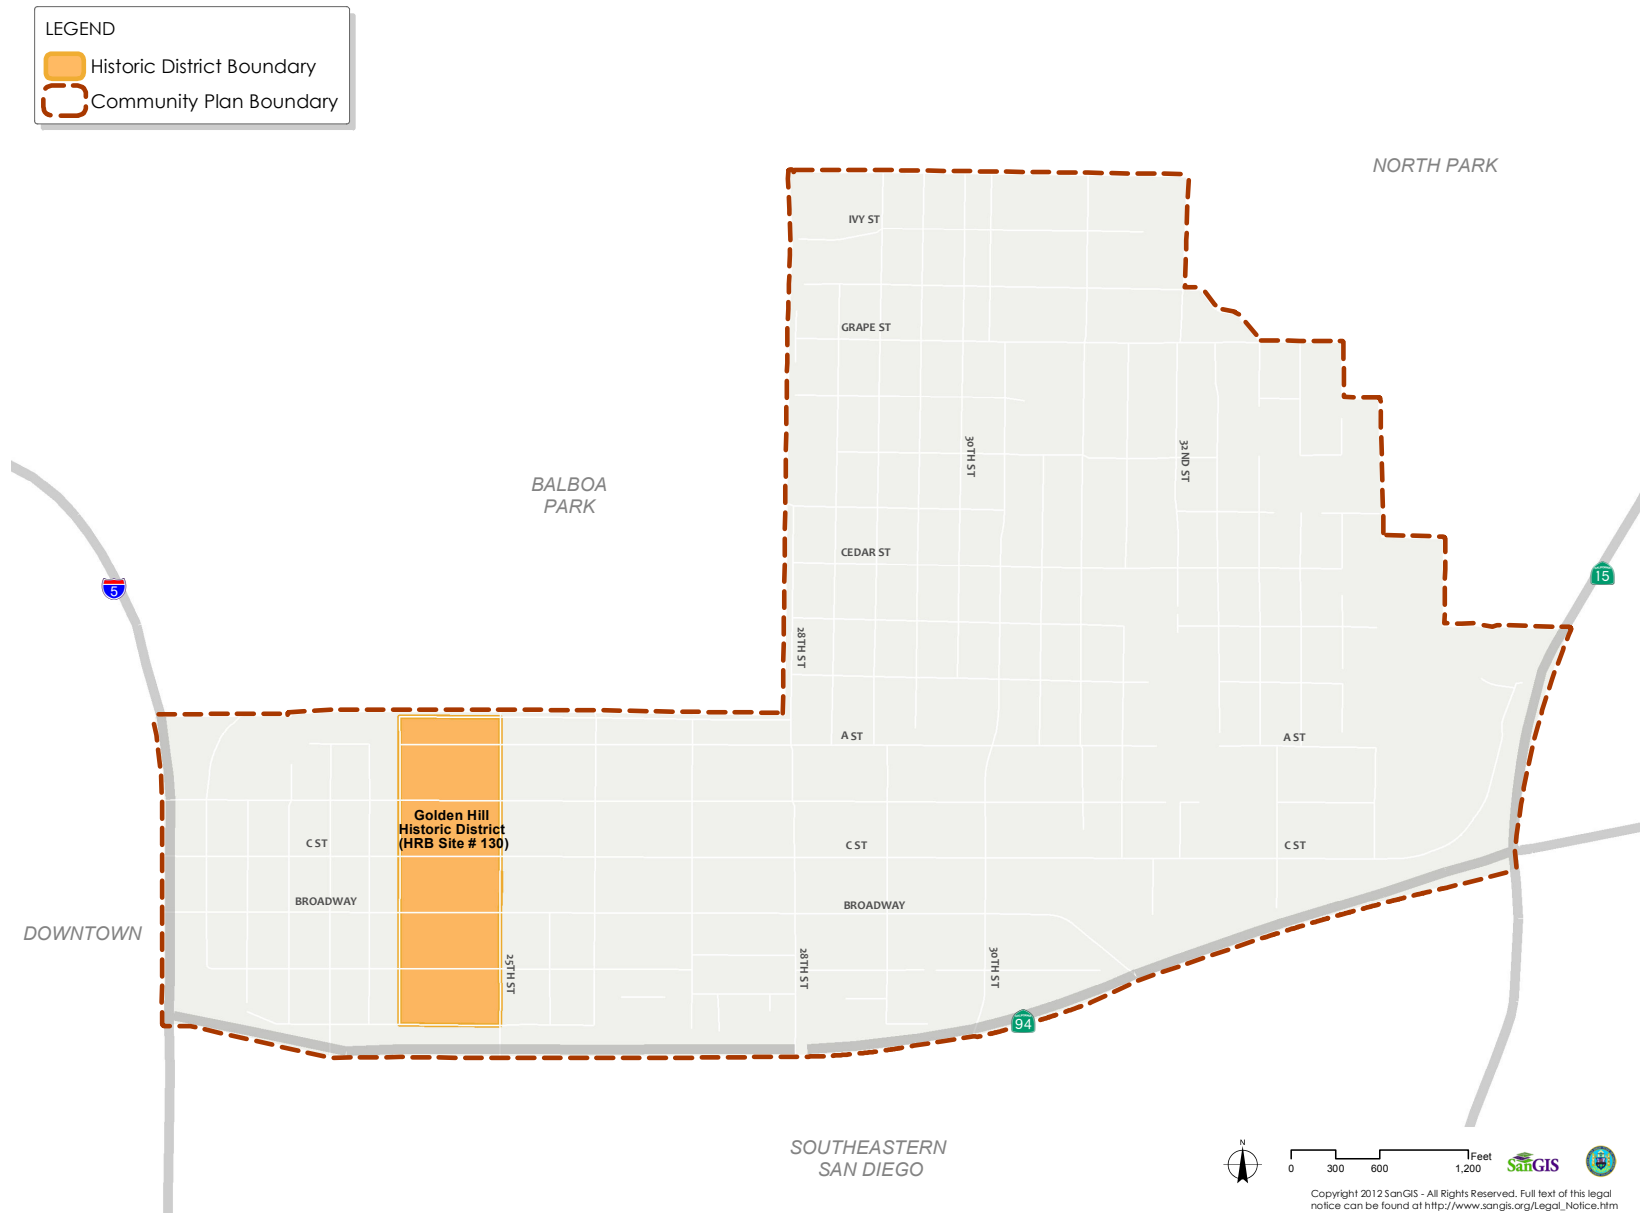 LEGEND
Historic District Boundary
Community Plan Boundary
NORTH PARK
IVY ST
GRAPE ST
30TH ST
32ND ST
BALBOA
PARK
CEDAR ST
5
15
28TH ST
A ST
A ST
Golden Hill
Historic District
(HRB Site # 130)
C ST
C ST
C ST
BROADWAY
BROADWAY
DOWNTOWN
25TH ST
28TH ST
30TH ST
94
SOUTHEASTERN
SAN DIEGO
N
Feet
0 300 600 1,200
SanGIS
Copyright 2012 SanGIS - All Rights Reserved. Full text of this legal
notice can be found at http://www.sangis.org/Legal_Notice.htm